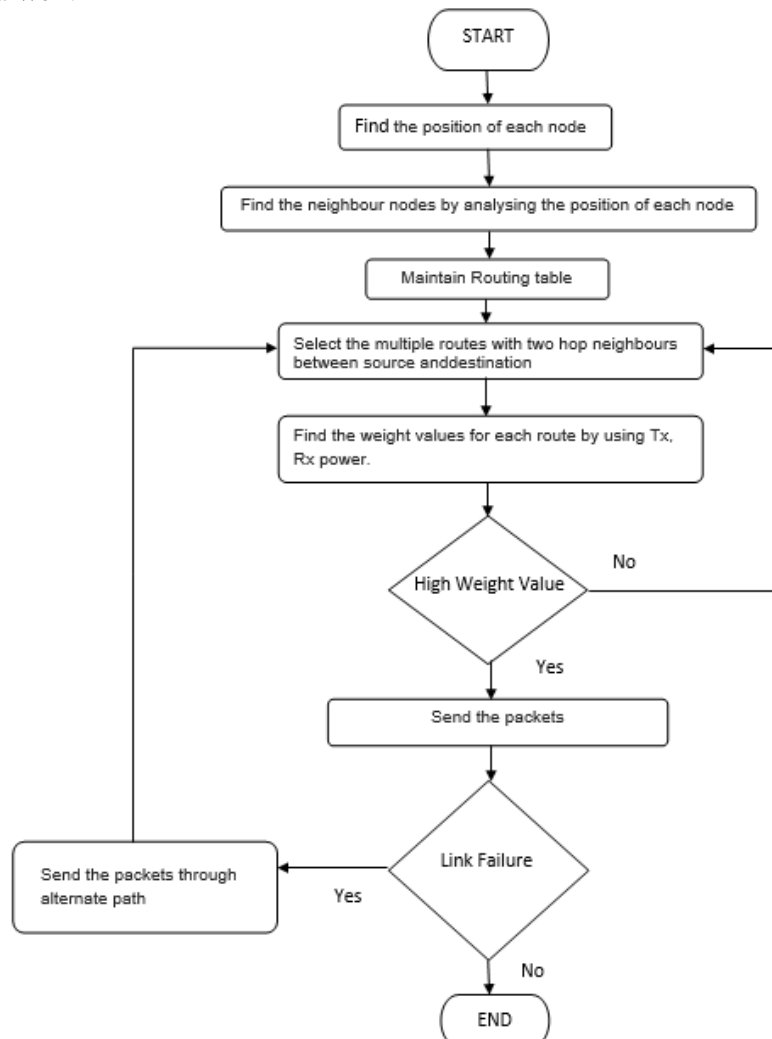 START
Find the position of each node
Find the neighbour nodes by analysing the position of each node
Maintain Routing table
Select the multiple routes with two hop neighbours
between source anddestination
Find the weight values for each route by using Tx,
Rx power.
High Weight Value
No
Yes
Send the packets
Link Failure
Yes
Send the packets through
alternate path
No
END